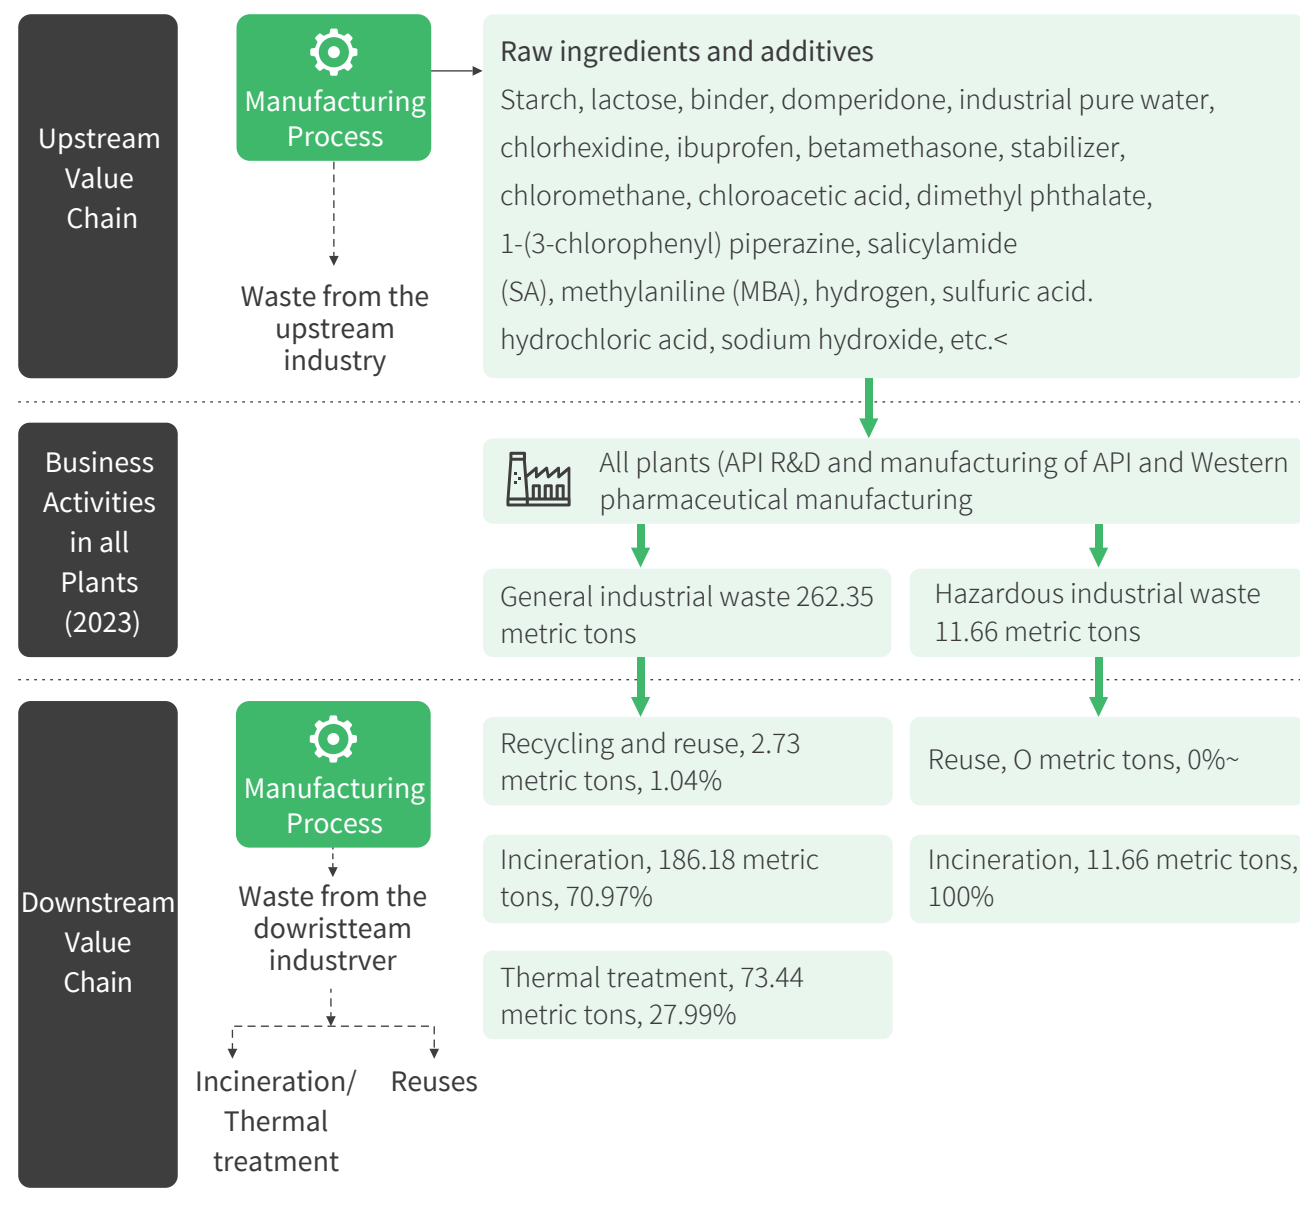 Upstream
Value
Chain
Manufacturing
Process
Waste from the
upstream
industry
Raw ingredients and additives
Starch, lactose, binder, domperidone, industrial pure water,
chlorhexidine, ibuprofen, betamethasone, stabilizer,
chloromethane, chloroacetic acid, dimethyl phthalate,
1-(3-chlorophenyl) piperazine, salicylamide
(SA), methylaniline (MBA), hydrogen, sulfuric acid.
hydrochloric acid, sodium hydroxide, etc.<
Business
Activities
in all
Plants
(2023)
All plants (API R&D and manufacturing of API and Western
pharmaceutical manufacturing
General industrial waste 262.35
metric tons
Hazardous industrial waste
11.66 metric tons
Downstream
Value
Chain
Manufacturing
Process
Waste from the
dowristteam
industrver
Incineration/
Thermal
treatment
Reuses
Recycling and reuse, 2.73
metric tons, 1.04%
Incineration, 186.18 metric
tons, 70.97%
Thermal treatment, 73.44
metric tons, 27.99%
Reuse, O metric tons, 0%~
Incineration, 11.66 metric tons,
100%